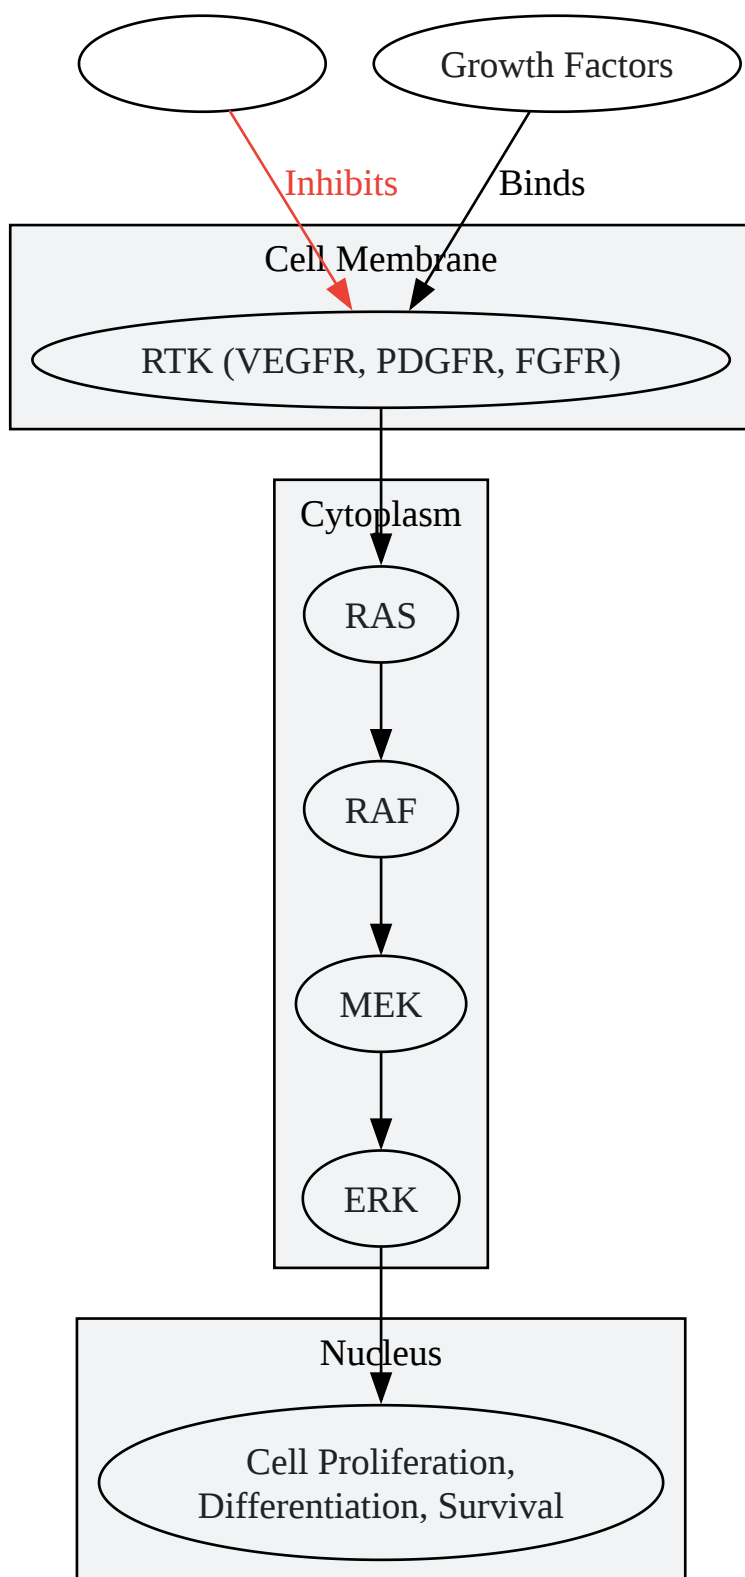 Growth Factors
Inhibits
Binds
Cell Membrane
RTK (VEGFR, PDGFR, FGFR)
Cytoplasm
RAS
RAF
MEK
ERK
Nucleus
Cell Proliferation,
Differentiation, Survival